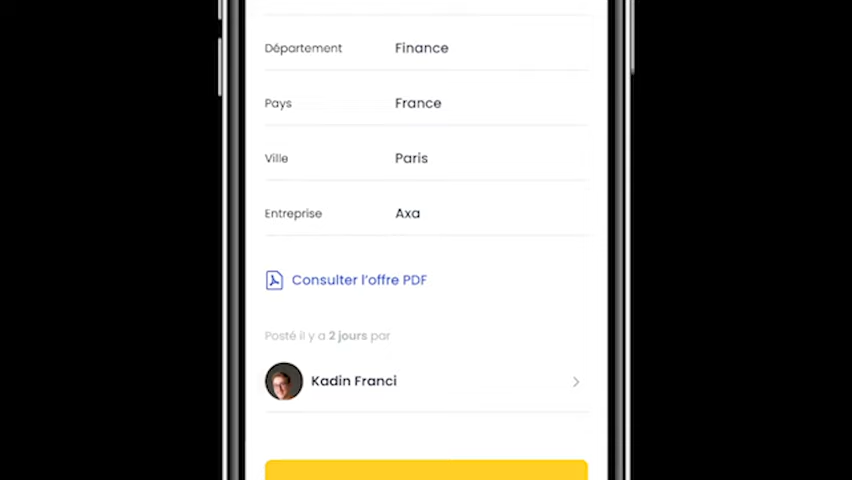 Département Finance
Pays France
Ville Paris
Entreprise Axa
Consulter l'offre PDF
Posté il y a 2 jours par
Kadin Franci